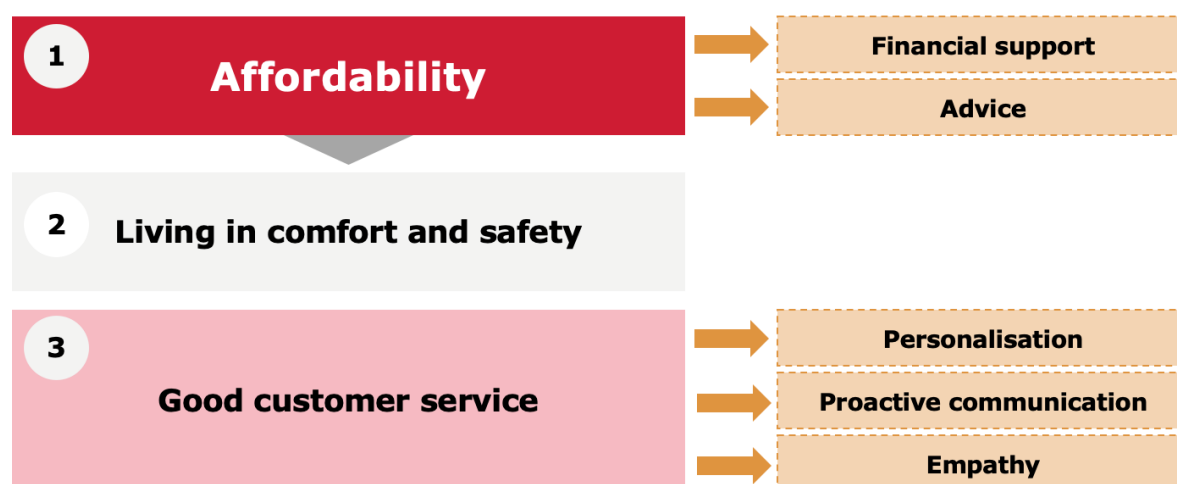 1
Affordability
Financial support
Advice
2
Living in comfort and safety
3
Good customer service
Personalisation
Proactive communication
Empathy